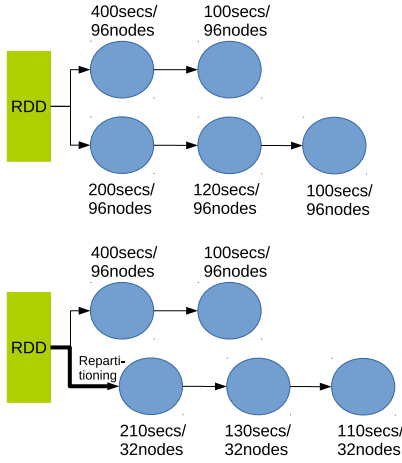 400secs/ 100secs/
96nodes 96nodes
RDD
200secs/ 120secs/ 100secs/
96nodes 96nodes 96nodes
400secs/ 100secs/
96nodes 96nodes
RDD
Reparti-
tioning
210secs/ 130secs/ 110secs/
32nodes 32nodes 32nodes